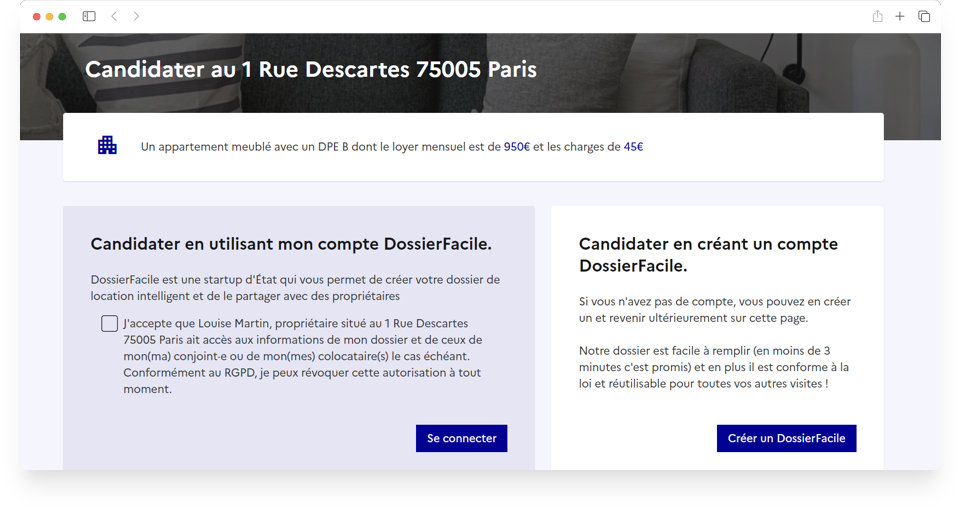 Candidater au 1 Rue Descartes 75005 Paris
Un appartement meublé avec un DPE B dont le loyer mensuel est de 950€ et les charges de 45€
Candidater en utilisant mon compte DossierFacile.
DossierFacile est une startup d'État qui vous permet de créer votre dossier de
location intelligent et de le partager avec des propriétaires
J'accepte que Louise Martin, propriétaire situé au 1 Rue Descartes
75005 Paris ait accès aux informations de mon dossier et de ceux de
mon(ma) conjoint·e ou de mon(mes) colocataire(s) le cas échéant.
Conformément au RGPD, je peux révoquer cette autorisation à tout
moment.
Se connecter
Candidater en créant un compte
DossierFacile.
Si vous n'avez pas de compte, vous pouvez en créer
un et revenir ultérieurement sur cette page.
Notre dossier est facile à remplir (en moins de 3
minutes c'est promis) et en plus il est conforme à la
loi et réutilisable pour toutes vos autres visites !
Créer un DossierFacile